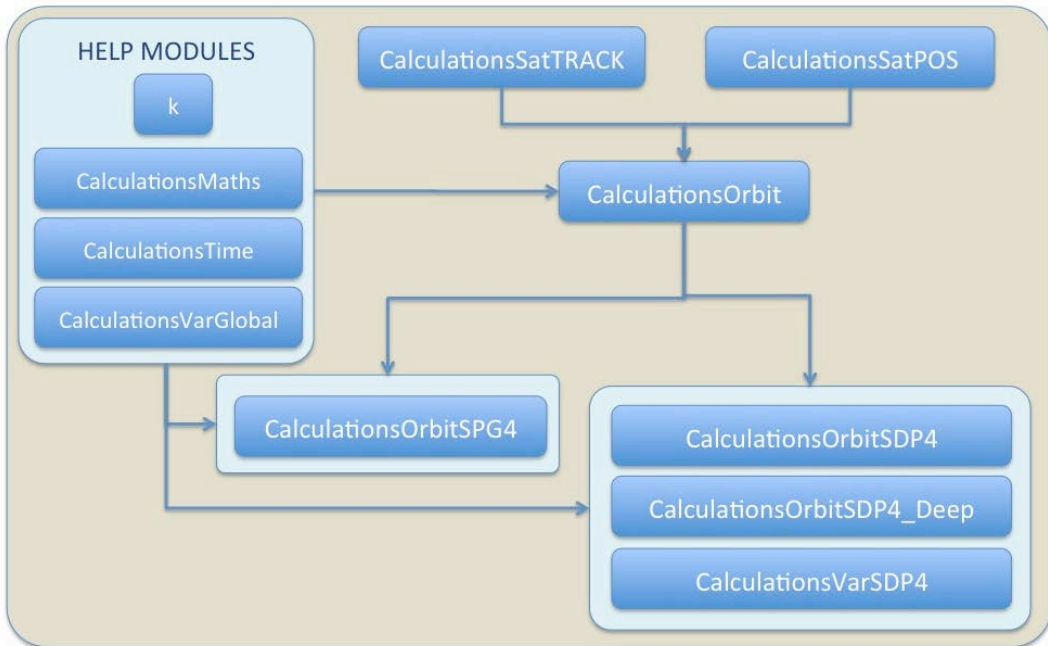 HELP MODULES
k
CalculationsMaths
CalculationsTime
CalculationsVarGlobal
CalculationsSatTRACK
CalculationsSatPOS
CalculationsOrbit
CalculationsOrbitSPG4
CalculationsOrbitSDP4
CalculationsOrbitSDP4_Deep
CalculationsVarSDP4